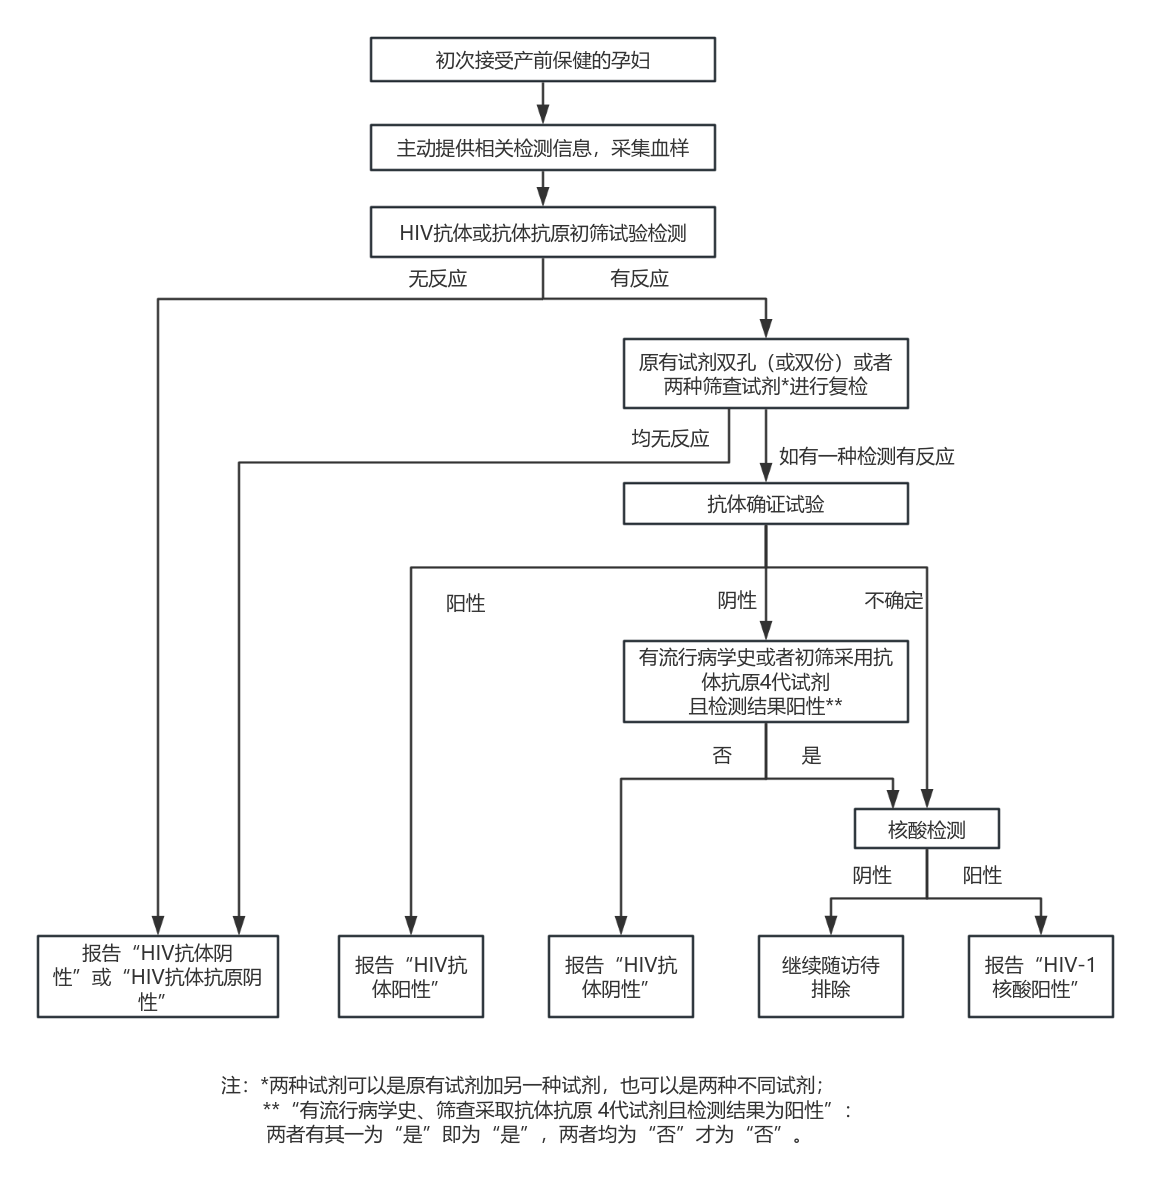 初次接受产前保健的孕妇
主动提供相关检测信息，采集血样
HIV抗体或抗体抗原初筛试验检测
无反应
有反应
原有试剂双孔（或双份）或者
两种筛查试剂*进行复检
均无反应
如有一种检测有反应
抗体确证试验
阳性
阴性
不确定
有流行病学史或者初筛采用抗
体抗原4代试剂
且检测结果阳性**
否
是
核酸检测
阴性
阳性
报告“HIV抗体阴
性”或“HIV抗体抗原阴
性”
报告“HIV抗
体阳性”
报告“HIV抗
体阴性”
继续随访待
排除
报告“HIV-1
核酸阳性”
注：*两种试剂可以是原有试剂加另一种试剂，也可以是两种不同试剂；
**“有流行病学史、筛查采取抗体抗原 4代试剂且检测结果为阳性”：
两者有其一为“是”即为“是”，两者均为“否”才为“否”。